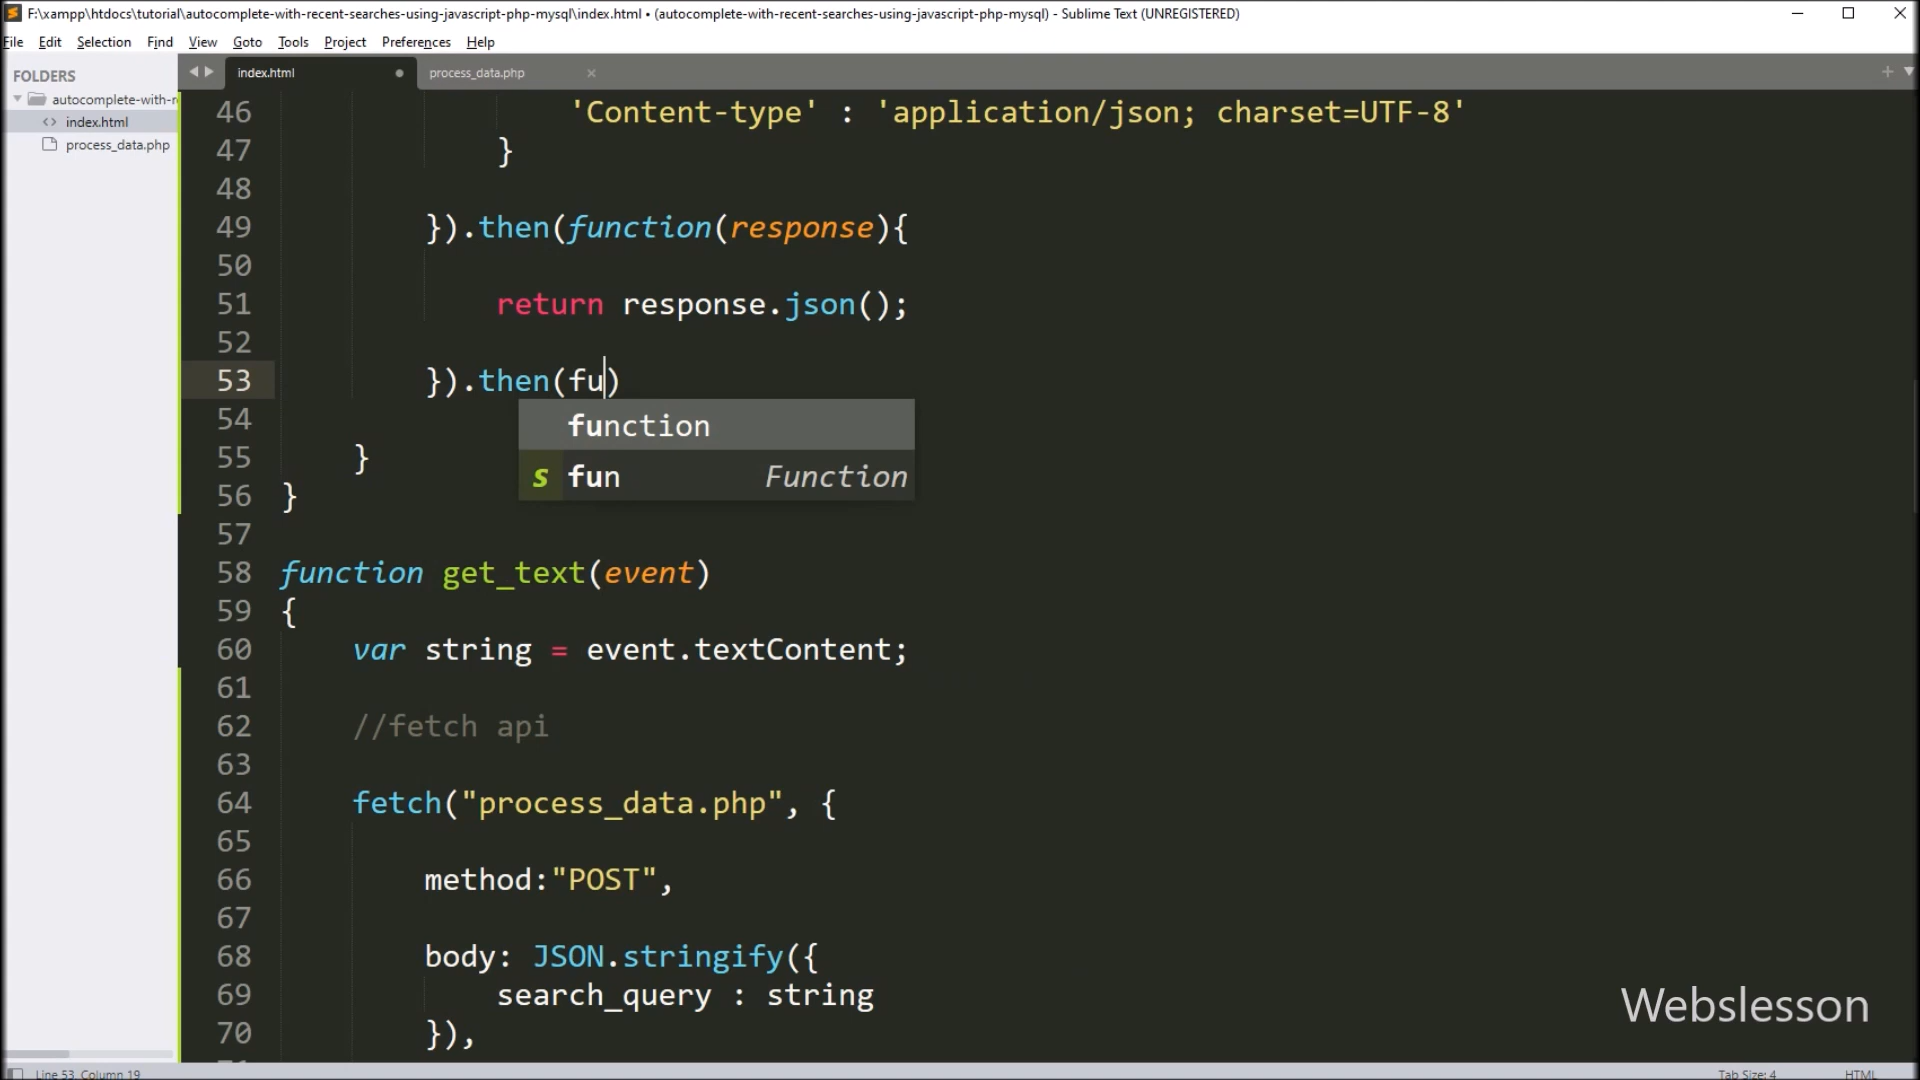 F:\xampp\htdocs\tutorial\autocomplete-with-recent-searches-using-javascript-php-mysql\index.html • (autocomplete-with-recent-searches-using-javascript-php-mysql) - Sublime Text (UNREGISTERED)
File Edit Selection Find View Goto Tools Project Preferences Help
FOLDERS
autocomplete-with-r
index.html
process_data.php
index.html
process_data.php
46 'Content-type' : 'application/json; charset=UTF-8'
47 }
48
49 }).then(function(response){
50
51 return response.json();
52
53 }).then(fu)
function
s fun Function
54
55 }
56 }
57
58 function get_text(event)
59 {
60 var string = event.textContent;
61
62 //fetch api
63
64 fetch("process_data.php", {
65
66 method:"POST",
67
68 body: JSON.stringify({
69 search_query : string
70 }),
Webslesson
Line 53, Column 19
Tab Size: 4
HTML